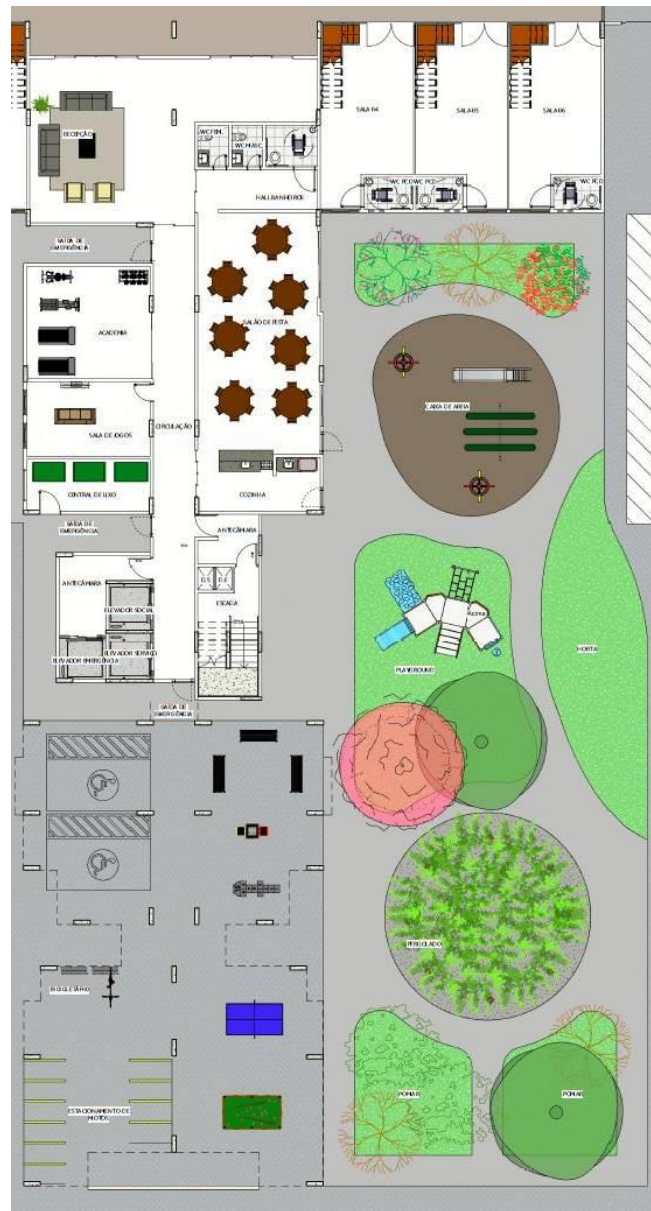 SALA 04
SALA 05
SALA 06
WC FEM.
WC MASC.
RECEPÇÃO
WC PCD
WC PCD
WC PCD
HALL BANHEIROS
SAÍDA DE
EMERGÊNCIA
ACADEMIA
SALÃO DE FESTA
CAIXA DE AREIA
CIRCULAÇÃO
SALA DE JOGOS
CENTRAL DE LIXO
COZINHA
SAÍDA DE
EMERGÊNCIA
ANTECÂMARA
ANTECÂMARA
D.S.
D.E.
ESCADA
ELEVADOR SOCIAL
ELEVADOR SERVIÇO
ELEVADOR EMERGÊNCIA
HORTA
PLAYGROUND
SAÍDA DE
EMERGÊNCIA
PERGOLADO
BICICLETÁRIO
ESTACIONAMENTO DE
MOTOS
POMAR
POMAR